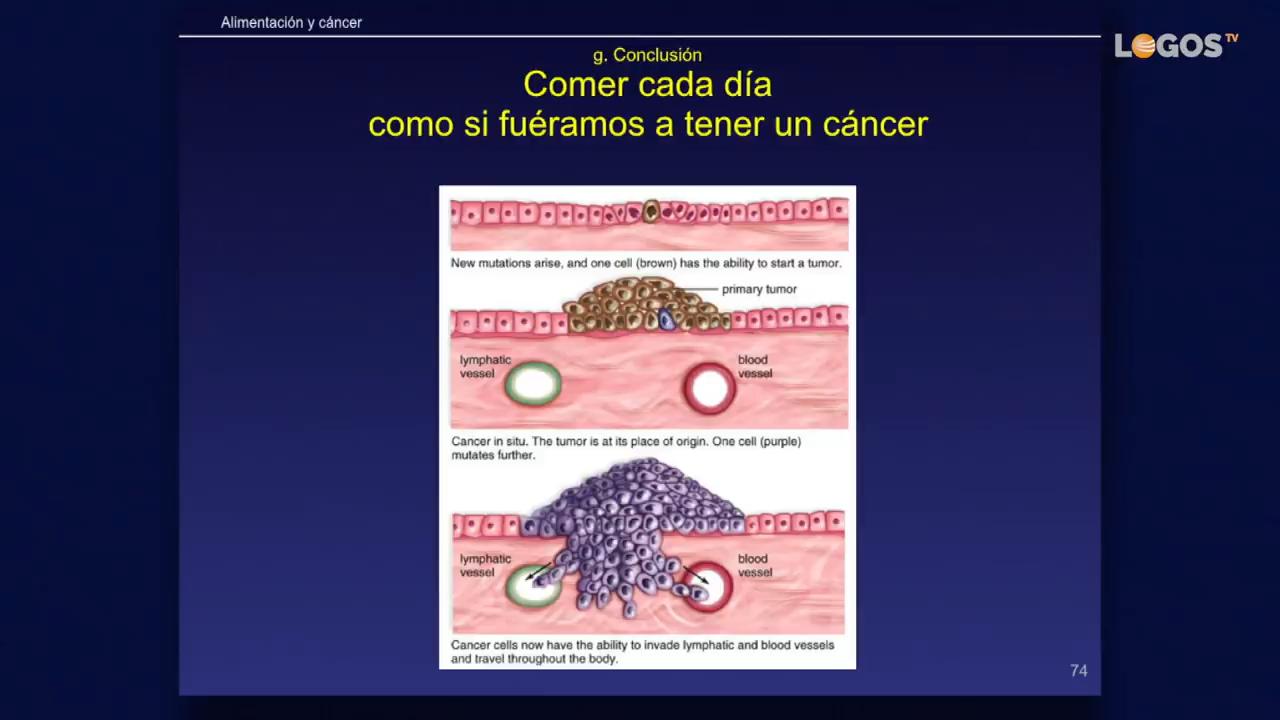 Alimentación y cáncer
LOGOS TV
g. Conclusión
Comer cada día
como si fuéramos a tener un cáncer
New mutations arise, and one cell (brown) has the ability to start a tumor.
primary tumor
lymphatic
vessel
blood
vessel
Cancer in situ. The tumor is at its place of origin. One cell (purple)
mutates further.
lymphatic
vessel
blood
vessel
Cancer cells now have the ability to invade lymphatic and blood vessels
and travel throughout the body.
74